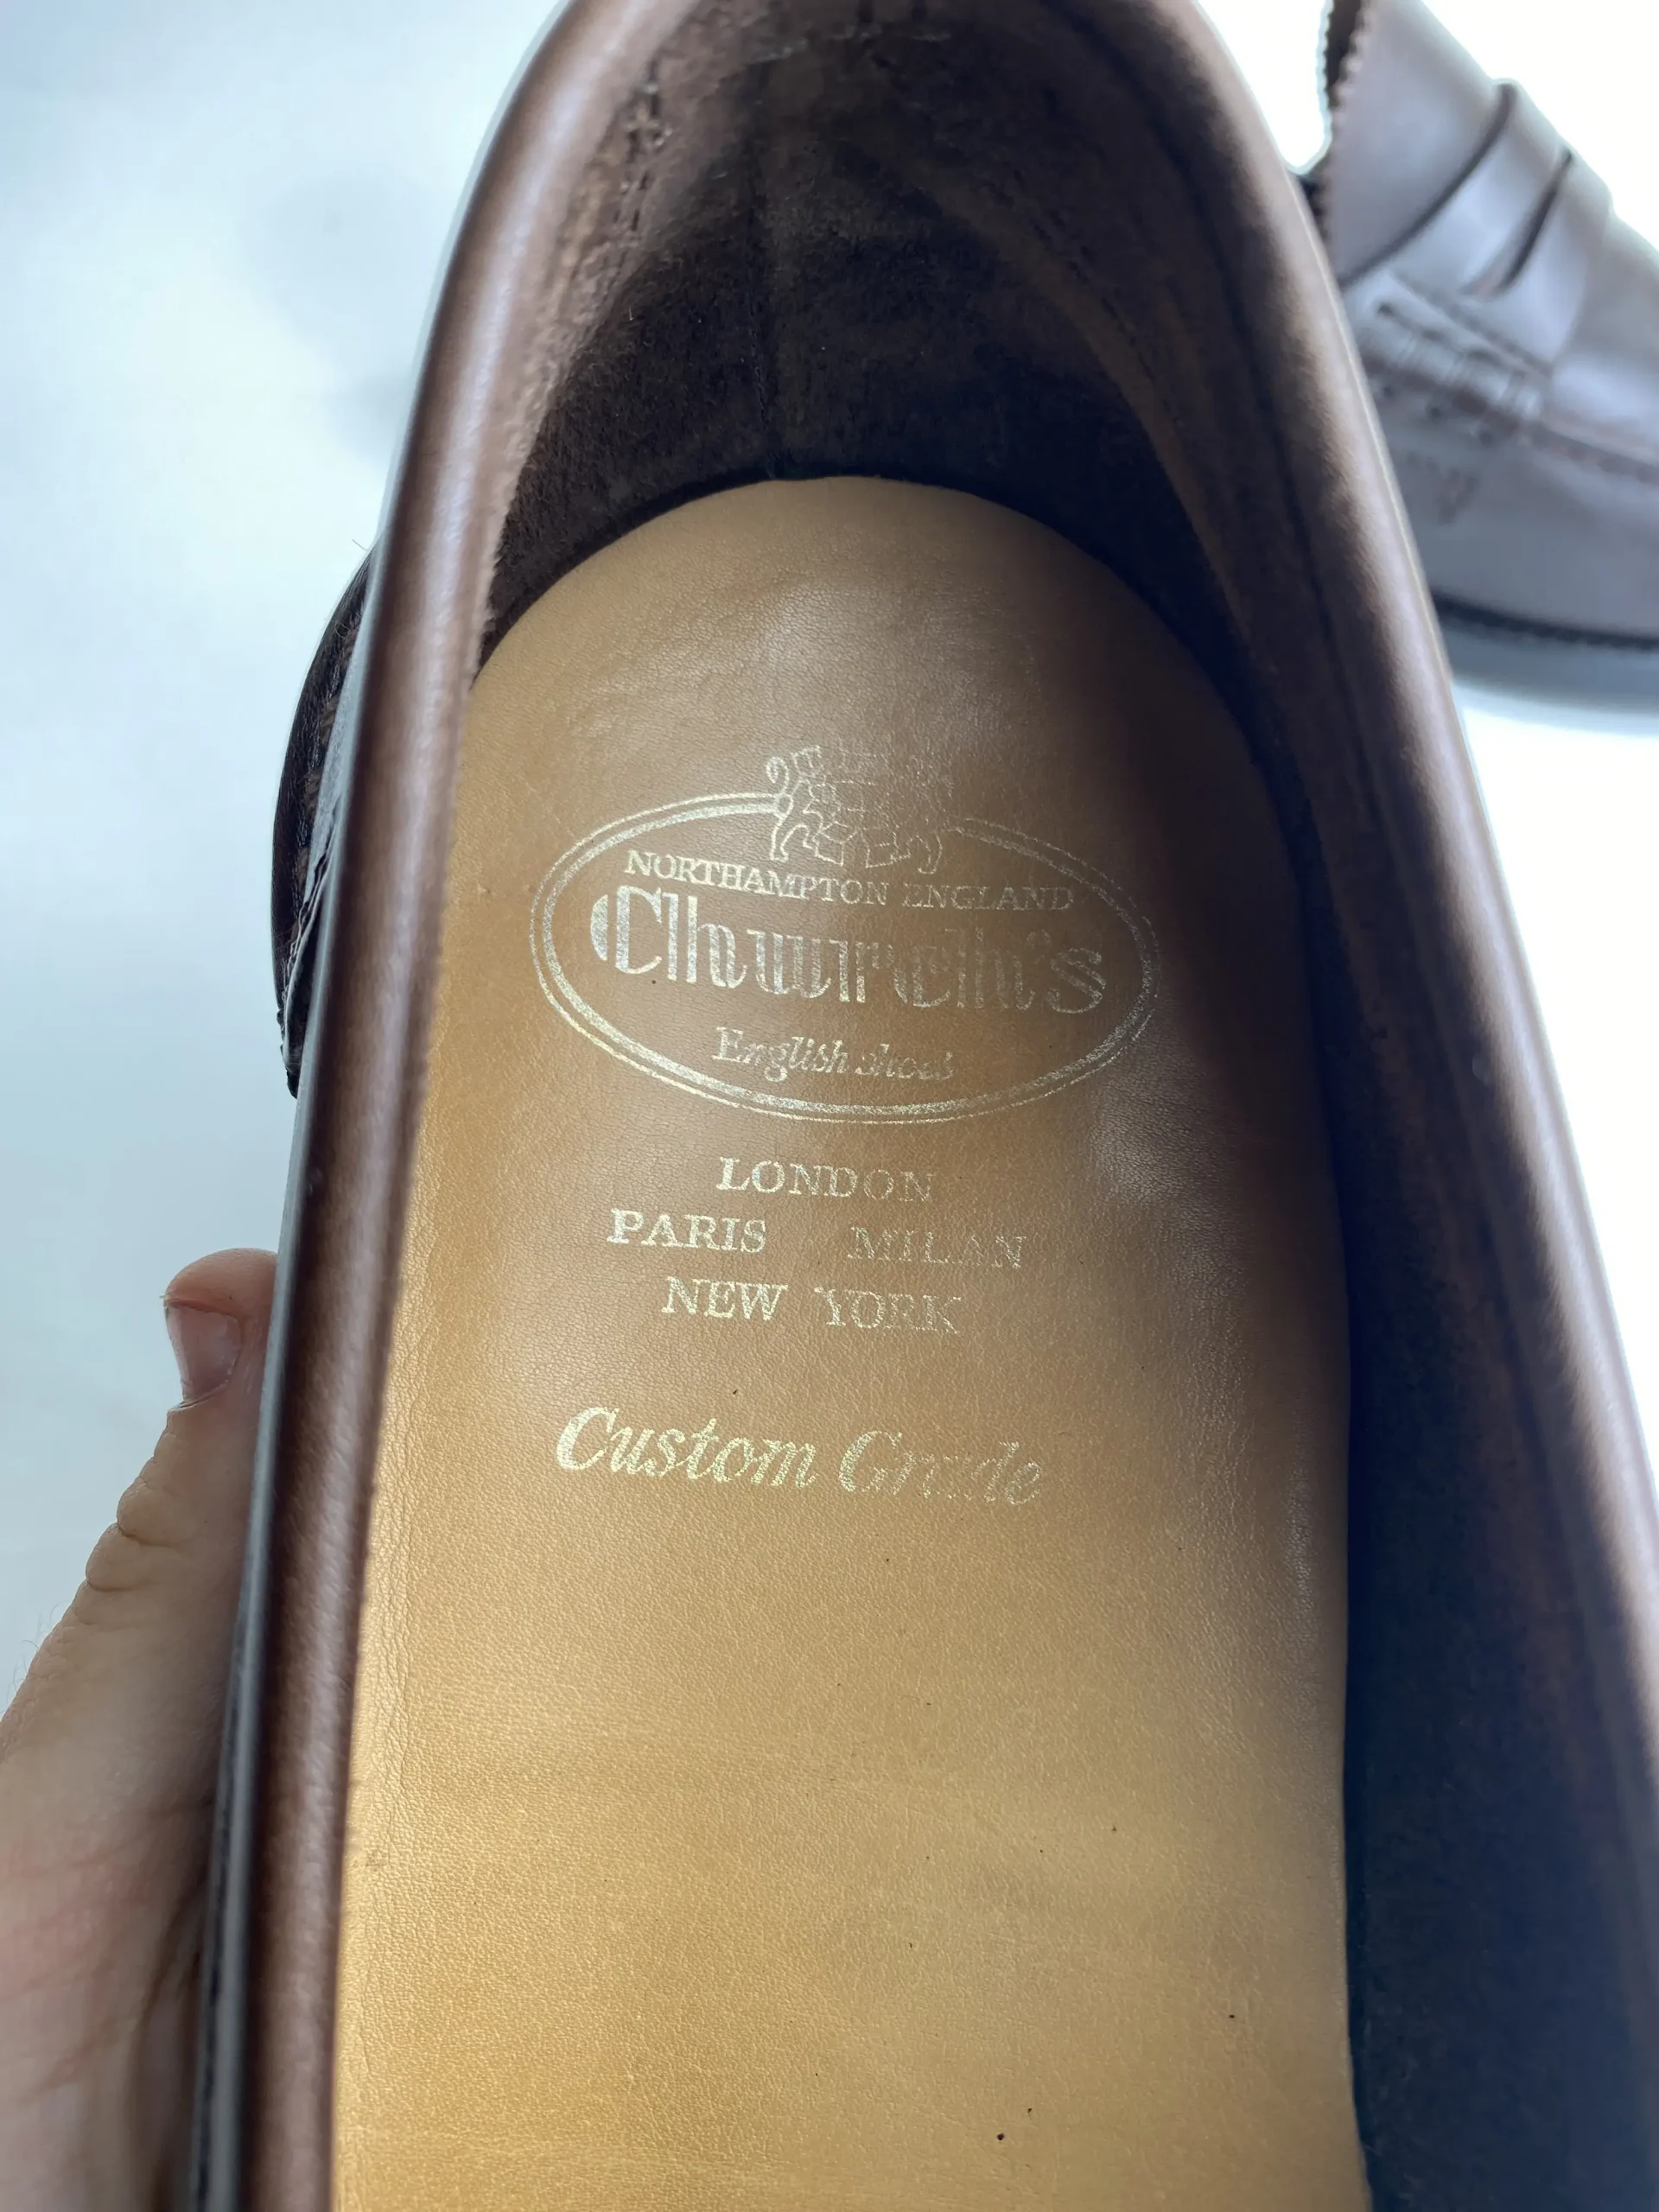 NORTHAMPTON ENGLAND
Church's
English shoes
LONDON
PARIS MILAN
NEW YORK
Custom Grade